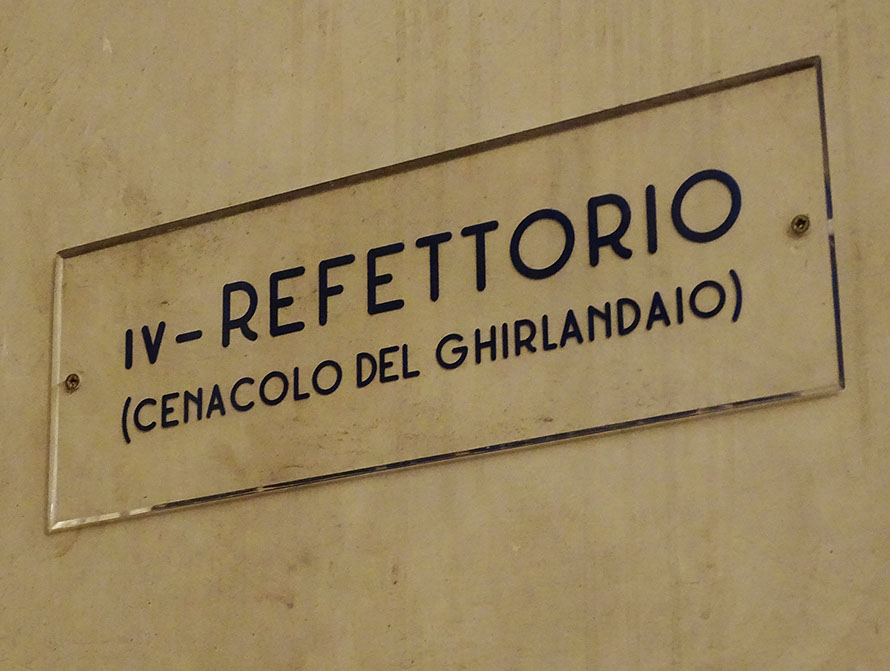 IV-REFETTORIO
(CENACOLO DEL GHIRLANDAIO)